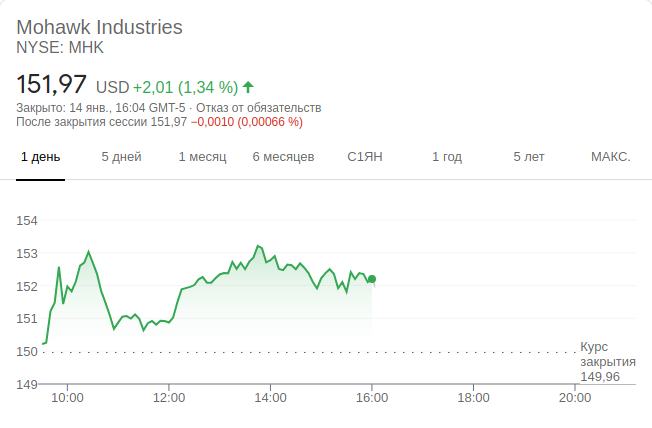 Mohawk Industries
NYSE: MHK
151,97 USD +2,01 (1,34 %)
Закрыто: 14 янв., 16:04 GMT-5 · Отказ от обязательств
После закрытия сессии 151,97 −0,0010 (0,00066 %)
1 день 5 дней 1 месяц 6 месяцев С1ЯН 1 год 5 лет МАКС.
154
153
152
151
150
Курс
закрытия
149,96
149
10:00 12:00 14:00 16:00 18:00 20:00